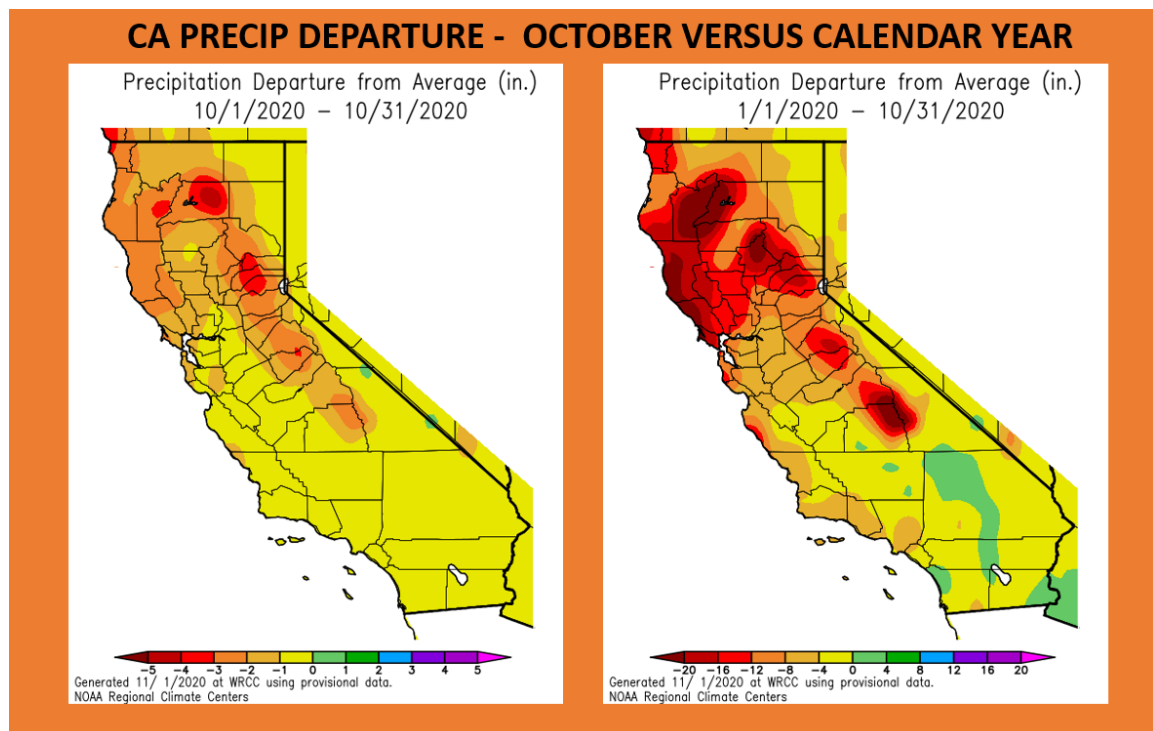 CA PRECIP DEPARTURE - OCTOBER VERSUS CALENDAR YEAR
Precipitation Departure from Average (in.)
10/1/2020 – 10/31/2020
-5 -4 -3 -2 -1 0 1 2 3 4 5
Generated 11/ 1/2020 at WRCC using provisional data.
NOAA Regional Climate Centers
Precipitation Departure from Average (in.)
1/1/2020 – 10/31/2020
-20 -16 -12 -8 -4 0 4 8 12 16 20
Generated 11/ 1/2020 at WRCC using provisional data.
NOAA Regional Climate Centers